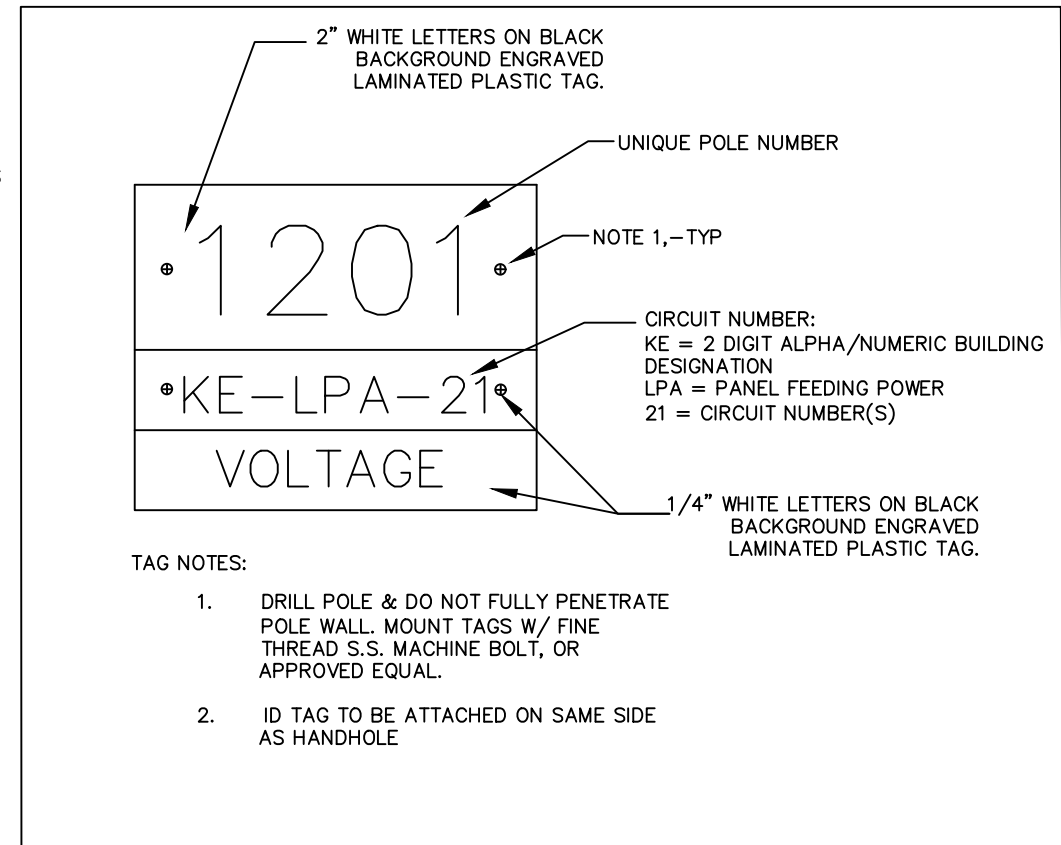 2" WHITE LETTERS ON BLACK
BACKGROUND ENGRAVED
LAMINATED PLASTIC TAG.
UNIQUE POLE NUMBER
1201
NOTE 1,-TYP
CIRCUIT NUMBER:
KE = 2 DIGIT ALPHA/NUMERIC BUILDING
DESIGNATION
LPA = PANEL FEEDING POWER
21 = CIRCUIT NUMBER(S)
KE-LPA-21
VOLTAGE
1/4" WHITE LETTERS ON BLACK
BACKGROUND ENGRAVED
LAMINATED PLASTIC TAG.
TAG NOTES:
1. DRILL POLE & DO NOT FULLY PENETRATE
POLE WALL. MOUNT TAGS W/ FINE
THREAD S.S. MACHINE BOLT, OR
APPROVED EQUAL.
2. ID TAG TO BE ATTACHED ON SAME SIDE
AS HANDHOLE